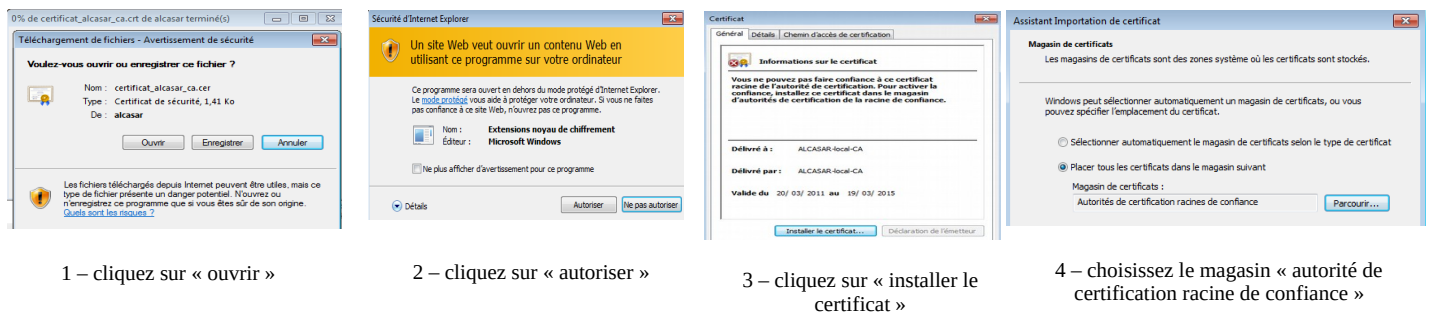 0% de certificat_alcasar_ca.crt de alcasar terminé(s)
Téléchargement de fichiers - Avertissement de sécurité
Voulez-vous ouvrir ou enregistrer ce fichier ?
Nom : certificat_alcasar_ca.cer
Type : Certificat de sécurité, 1,41 Ko
De : alcasar
Ouvrir Enregistrer Annuler
Les fichiers téléchargés depuis Internet peuvent être utiles, mais ce
type de fichier présente un danger potentiel. N'ouvrez ou
n'enregistrez ce programme que si vous êtes sûr de son origine.
Quels sont les risques ?
1 – cliquez sur « ouvrir »
Sécurité d'Internet Explorer
Un site Web veut ouvrir un contenu Web en
utilisant ce programme sur votre ordinateur
Ce programme sera ouvert en dehors du mode protégé d'Internet Explorer.
Le mode protégé vous aide à protéger votre ordinateur. Si vous ne faites
pas confiance à ce site Web, n'ouvrez pas ce programme.
Nom : Extensions noyau de chiffrement
Éditeur : Microsoft Windows
Ne plus afficher d'avertissement pour ce programme
Détails Autoriser Ne pas autoriser
2 – cliquez sur « autoriser »
Certificat
Général Détails Chemin d'accès de certification
Informations sur le certificat
Vous ne pouvez pas faire confiance à ce certificat
racine de l'autorité de certification. Pour activer la
confiance, installez ce certificat dans le magasin
d'autorités de certification de la racine de confiance.
Délivré à : ALCASAR-local-CA
Délivré par : ALCASAR-local-CA
Valide du 20/ 03/ 2011 au 19/ 03/ 2015
Installer le certificat... Déclaration de l'émetteur
3 – cliquez sur « installer le
certificat »
Assistant Importation de certificat
Magasin de certificats
Les magasins de certificats sont des zones système où les certificats sont stockés.
Windows peut sélectionner automatiquement un magasin de certificats, ou vous
pouvez spécifier l'emplacement du certificat.
Sélectionner automatiquement le magasin de certificats selon le type de certificat
Placer tous les certificats dans le magasin suivant
Magasin de certificats :
Autorités de certification racines de confiance Parcourir...
4 – choisissez le magasin « autorité de
certification racine de confiance »